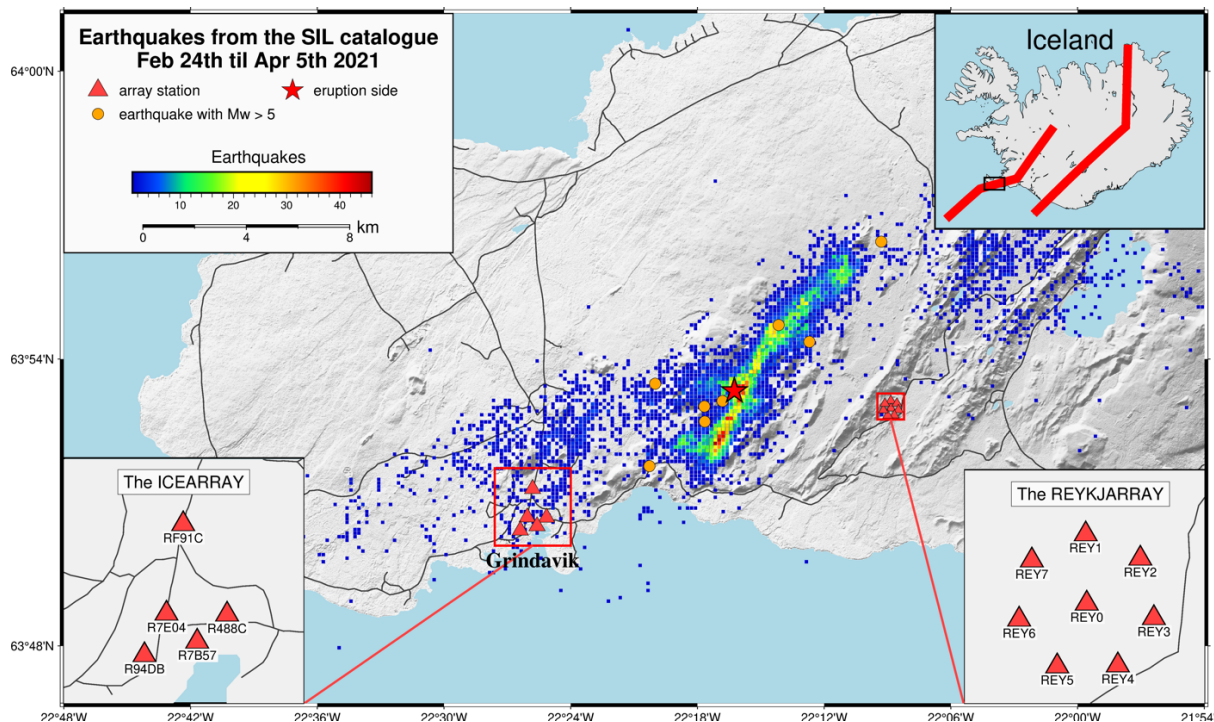 Earthquakes from the SIL catalogue
Feb 24th til Apr 5th 2021
array station
eruption side
earthquake with Mw > 5
Earthquakes
10 20 30 40
0 4 8 km
Iceland
64°00'N
63°54'N
63°48'N
The ICEARRAY
RF91C
R7E04
R488C
R7B57
R94DB
Grindavik
The REYKJARRAY
REY1
REY7
REY2
REY0
REY6
REY3
REY5
REY4
22°48'W 22°42'W 22°36'W 22°30'W 22°24'W 22°18'W 22°12'W 22°06'W 22°00'W 21°54